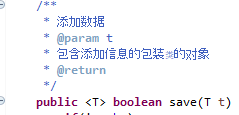 /**
* 添加数据
* @param t
* 包含添加信息的包装类的对象
* @return
*/
public <T> boolean save(T t)